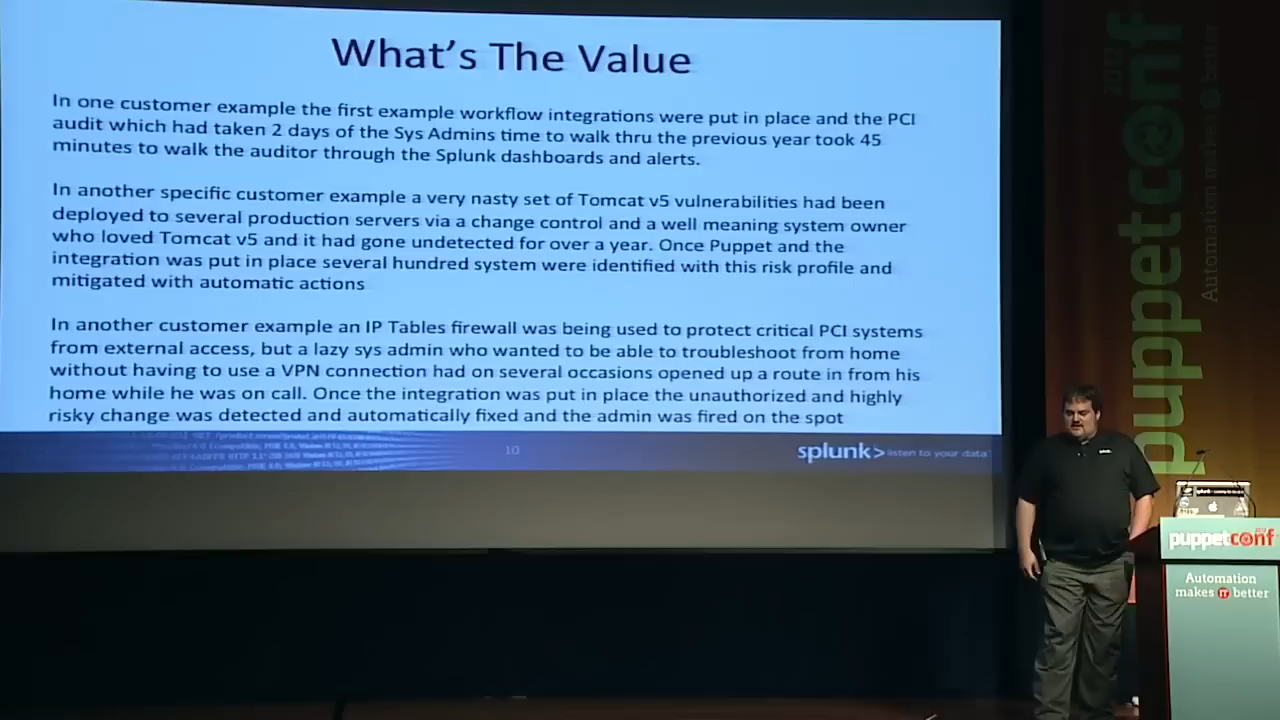 What's The Value
In one customer example the first example workflow integrations were put in place and the PCI
audit which had taken 2 days of the Sys Admins time to walk thru the previous year took 45
minutes to walk the auditor through the Splunk dashboards and alerts.
In another specific customer example a very nasty set of Tomcat v5 vulnerabilities had been
deployed to several production servers via a change control and a well meaning system owner
who loved Tomcat v5 and it had gone undetected for over a year. Once Puppet and the
integration was put in place several hundred system were identified with this risk profile and
mitigated with automatic actions
In another customer example an IP Tables firewall was being used to protect critical PCI systems
from external access, but a lazy sys admin who wanted to be able to troubleshoot from home
without having to use a VPN connection had on several occasions opened up a route in from his
home while he was on call. Once the integration was put in place the unauthorized and highly
risky change was detected and automatically fixed and the admin was fired on the spot
10
splunk> listen to your data
puppetconf 2012
Automation makes IT better
puppetconf
Automation
makes IT better